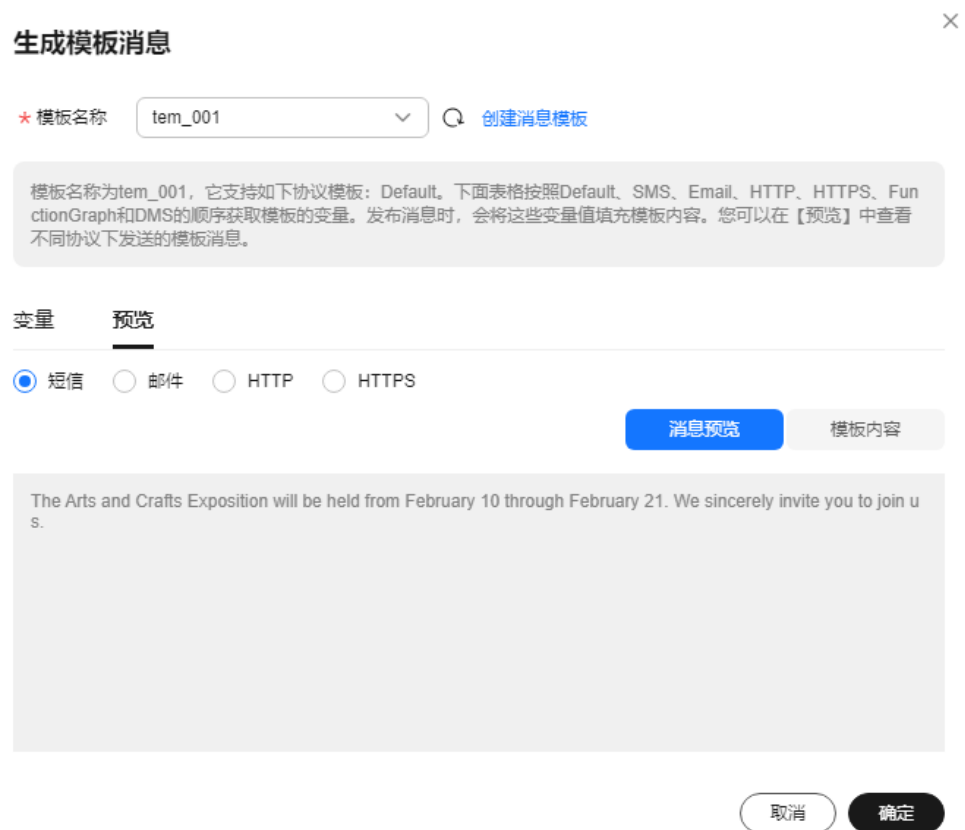 生成模板消息
* 模板名称 tem_001 创建消息模板
模板名称为tem_001，它支持如下协议模板：Default。下面表格按照Default、SMS、Email、HTTP、HTTPS、Fun
ctionGraph和DMS的顺序获取模板的变量。发布消息时，会将这些变量值填充模板内容。您可以在【预览】中查看
不同协议下发送的模板消息。
变量 预览
短信 邮件 HTTP HTTPS
消息预览 模板内容
The Arts and Crafts Exposition will be held from February 10 through February 21. We sincerely invite you to join u
s.
取消 确定